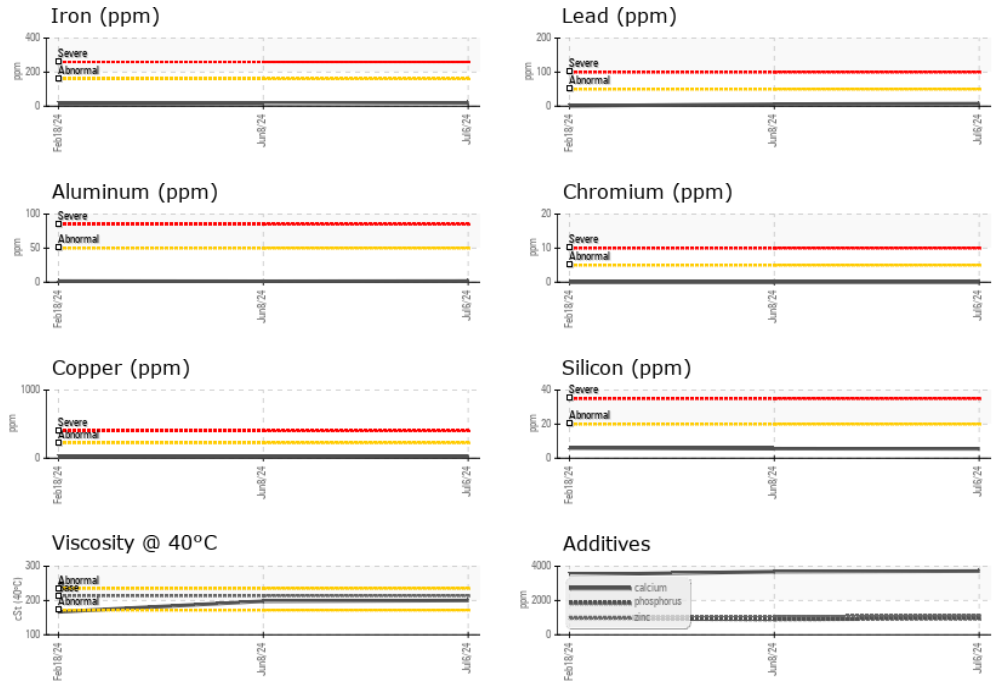 Iron (ppm)
400
200
0
ppm
Severe
Abnormal
Feb18/24
Jun8/24
Jul6/24
Lead (ppm)
200
100
0
ppm
Severe
Abnormal
Feb18/24
Jun8/24
Jul6/24
Aluminum (ppm)
100
50
0
ppm
Severe
Abnormal
Feb18/24
Jun8/24
Jul6/24
Chromium (ppm)
20
10
0
ppm
Severe
Abnormal
Feb18/24
Jun8/24
Jul6/24
Copper (ppm)
1000
500
0
ppm
Severe
Abnormal
Feb18/24
Jun8/24
Jul6/24
Silicon (ppm)
40
20
0
ppm
Severe
Abnormal
Feb18/24
Jun8/24
Jul6/24
Viscosity @ 40°C
300
200
100
cSt (40°C)
Abnormal
Base
Abnormal
Feb18/24
Jun8/24
Jul6/24
Additives
4000
2000
0
ppm
calcium
phosphorus
zinc
Feb18/24
Jun8/24
Jul6/24